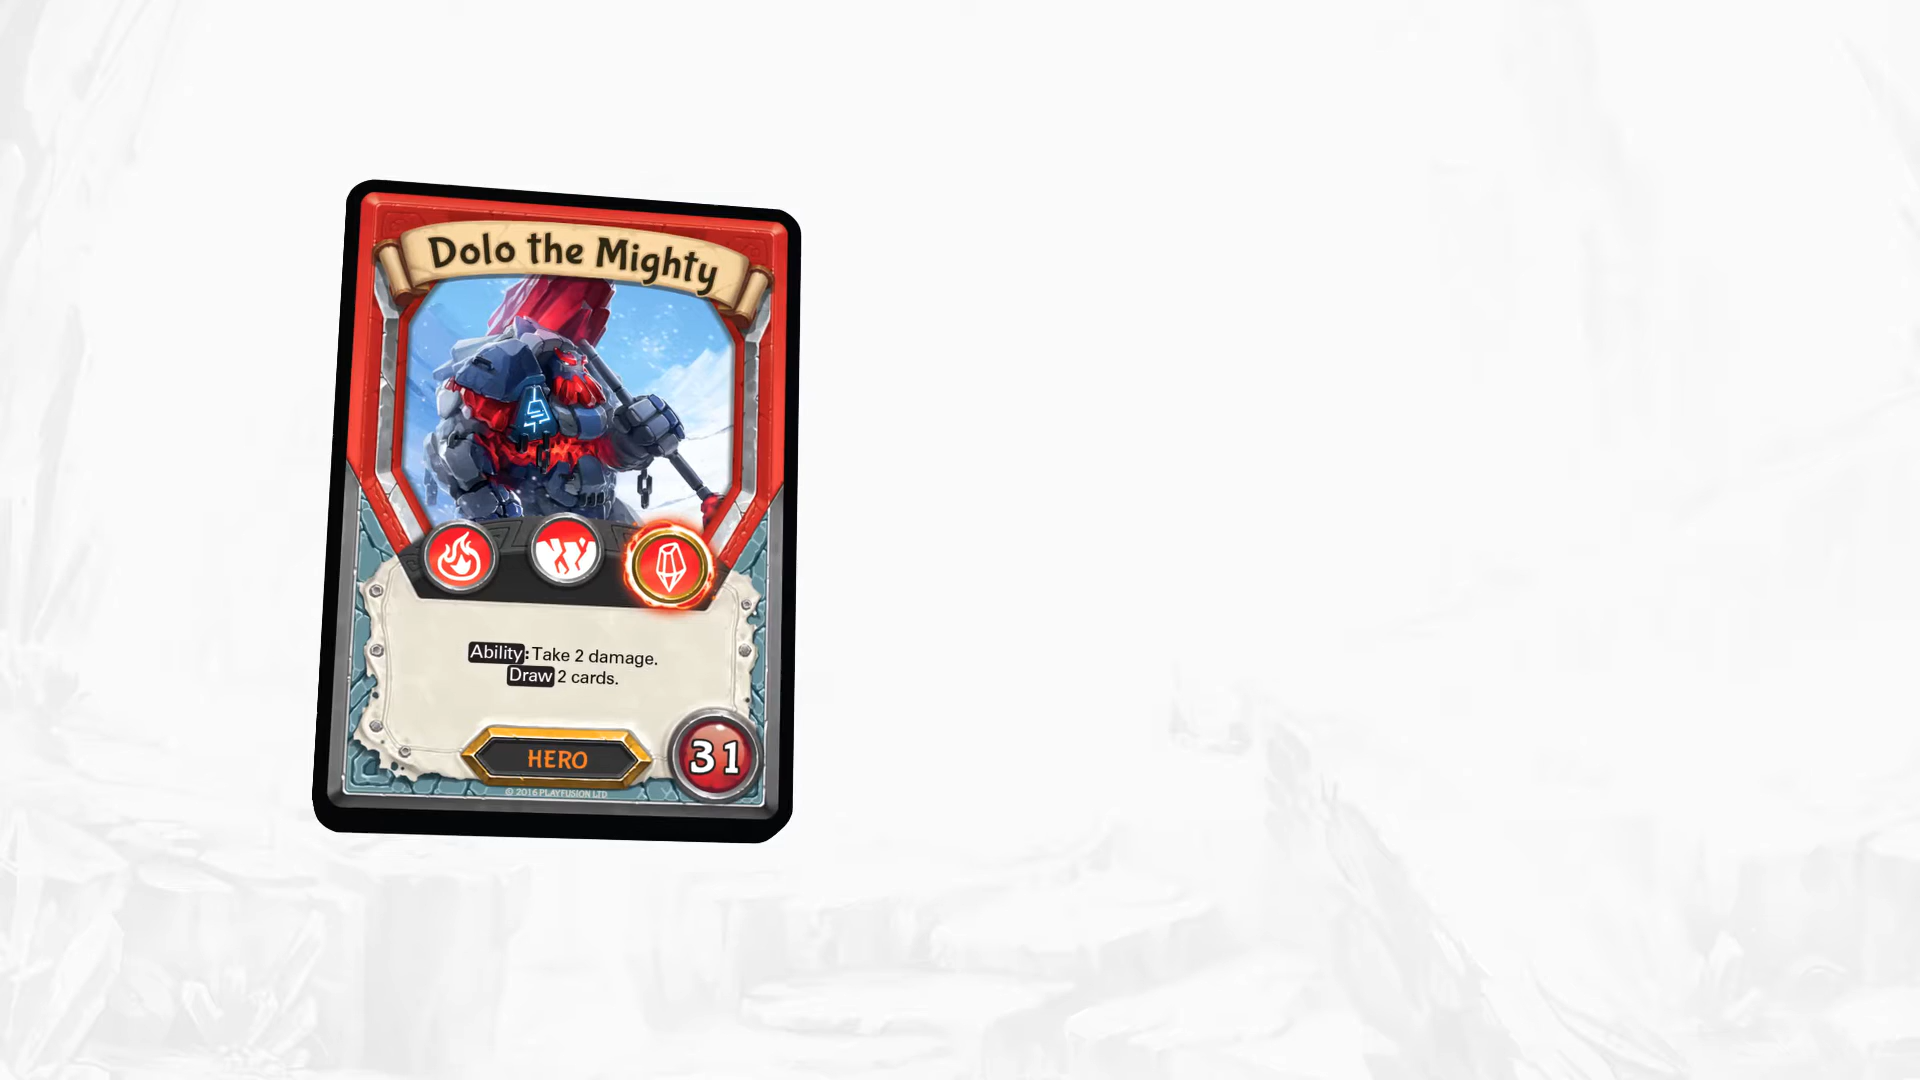 Dolo the Mighty
Ability: Take 2 damage.
Draw 2 cards.
HERO
31
© 2016 PLAYFUSION LTD